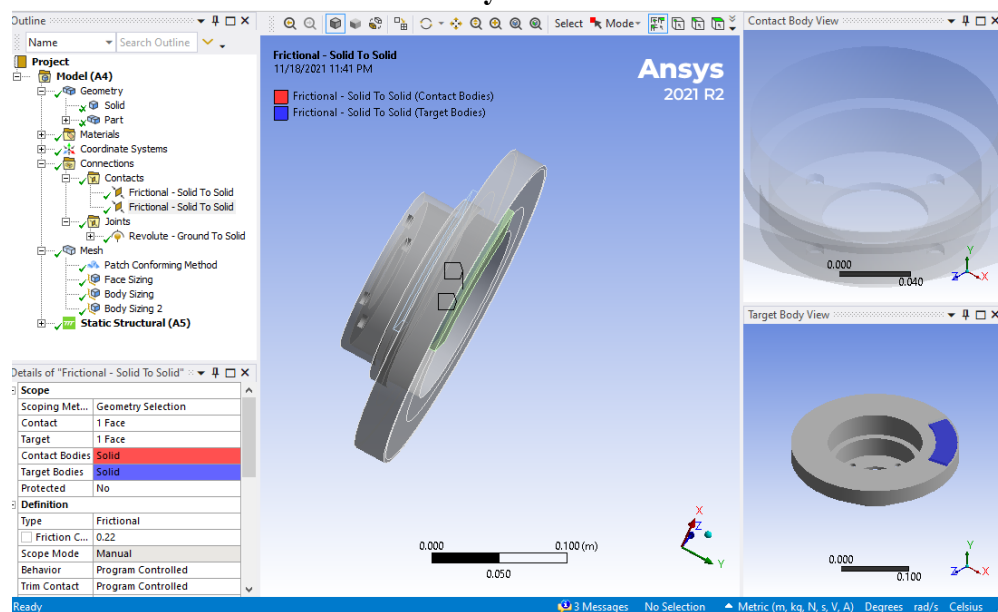 Outline
Select
Mode
Contact Body View
Name
Search Outline
Project
Model (A4)
Geometry
Solid
Part
Materials
Coordinate Systems
Connections
Contacts
Frictional - Solid To Solid
Frictional - Solid To Solid
Joints
Revolute - Ground To Solid
Mesh
Patch Conforming Method
Face Sizing
Body Sizing
Body Sizing 2
Static Structural (A5)
Frictional - Solid To Solid
11/18/2021 11:41 PM
Frictional - Solid To Solid (Contact Bodies)
Frictional - Solid To Solid (Target Bodies)
Ansys
2021 R2
X
Z
Y
0.000
0.100 (m)
0.050
0.000
0.040
Y
Z
X
Target Body View
0.000
0.100
Y
Z
X
Details of "Frictional - Solid To Solid"
Scope
Scoping Met... Geometry Selection
Contact 1 Face
Target 1 Face
Contact Bodies Solid
Target Bodies Solid
Protected No
Definition
Type Frictional
Friction C... 0.22
Scope Mode Manual
Behavior Program Controlled
Trim Contact Program Controlled
Ready
3 Messages No Selection Metric (m, kg, N, s, V, A) Degrees rad/s Celsius